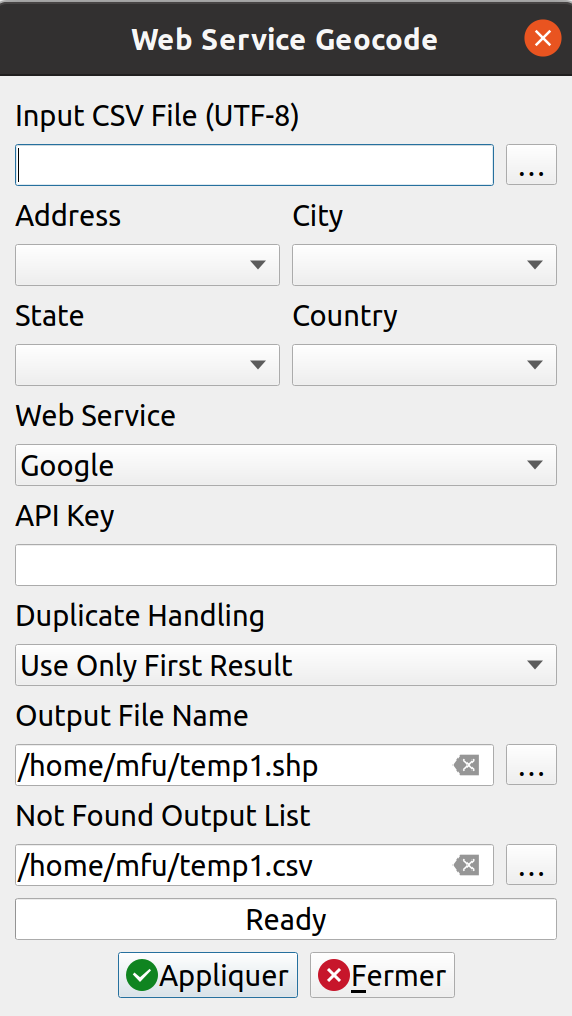 Web Service Geocode
Input CSV File (UTF-8)
...
Address City
State Country
Web Service
Google
API Key
Duplicate Handling
Use Only First Result
Output File Name
/home/mfu/temp1.shp ...
Not Found Output List
/home/mfu/temp1.csv ...
Ready
Appliquer Fermer